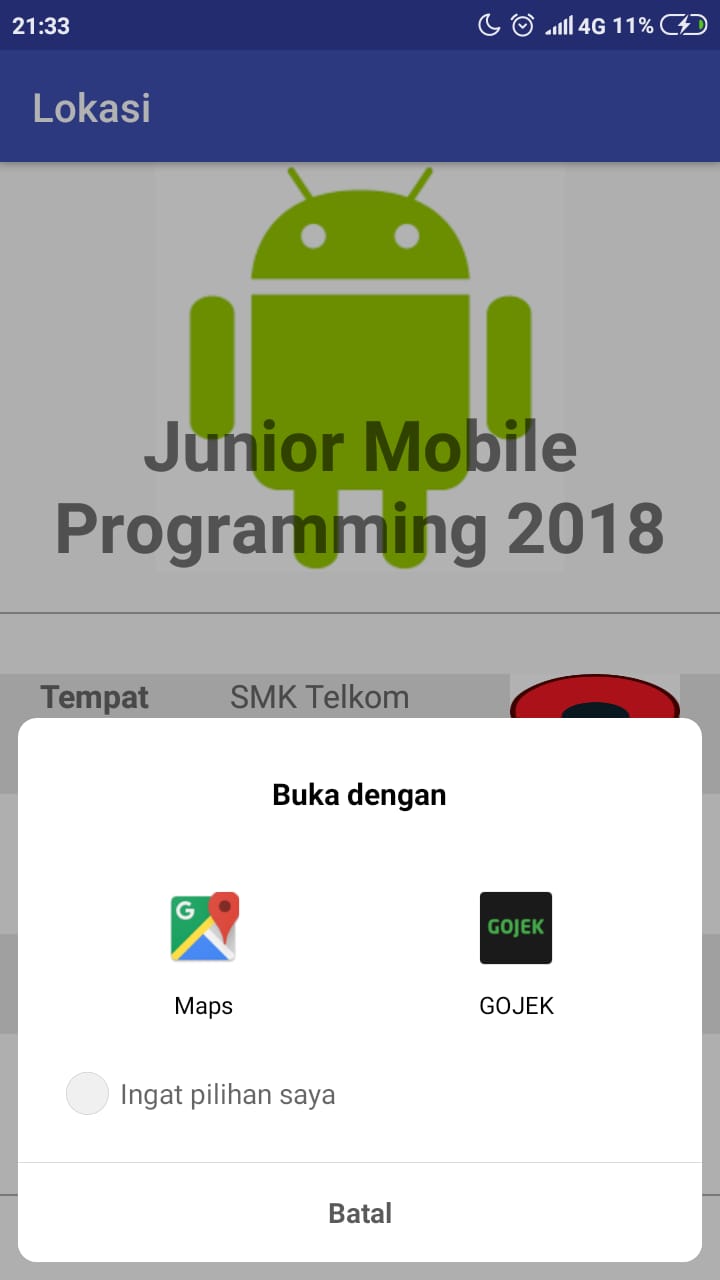 21:33
4G 11%
Lokasi
Junior Mobile
Programming 2018
Tempat SMK Telkom
Buka dengan
G
GOJEK
Maps GOJEK
Ingat pilihan saya
Batal